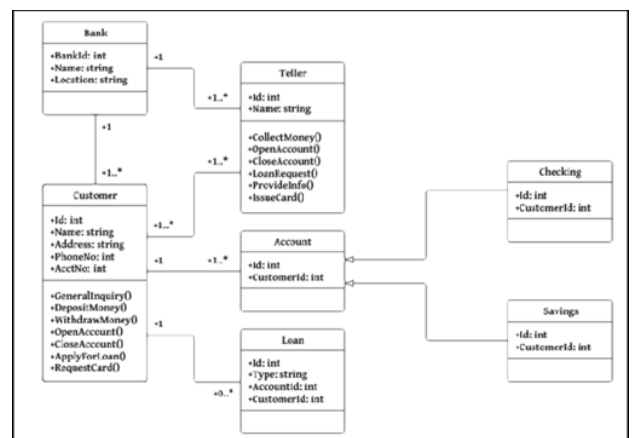 Bank
+BankId: int
+Name: string
+Location: string
+1
+1..*
+1
+1..*
Teller
+Id: int
+Name: string
+CollectMoney()
+OpenAccount()
+CloseAccount()
+LoanRequest()
+ProvideInfo()
+IssueCard()
+1..*
+1..*
Customer
+Id: int
+Name: string
+Address: string
+PhoneNo: int
+AcctNo: int
+GeneralInquiry()
+DepositMoney()
+WithdrawMoney()
+OpenAccount()
+CloseAccount()
+ApplyForLoan()
+RequestCard()
+1
+1..*
Account
+Id: int
+CustomerId: int
+1
+0..*
Loan
+Id: int
+Type: string
+AccountId: int
+CustomerId: int
Checking
+Id: int
+CustomerId: int
Savings
+Id: int
+CustomerId: int